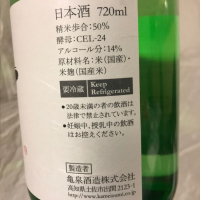 日本酒 720ml
精米歩合:50%
酵母:CEL-24
アルコール分:14%
原材料名:米(国産)・
米麹(国産米)
要冷蔵 Keep Refrigerated
•20歳未満の者の飲酒は
法律で禁止されています。
•妊娠中、授乳中の飲酒は
お控えください。
製造者
亀泉酒造株式会社
高知県土佐市出間2123-1